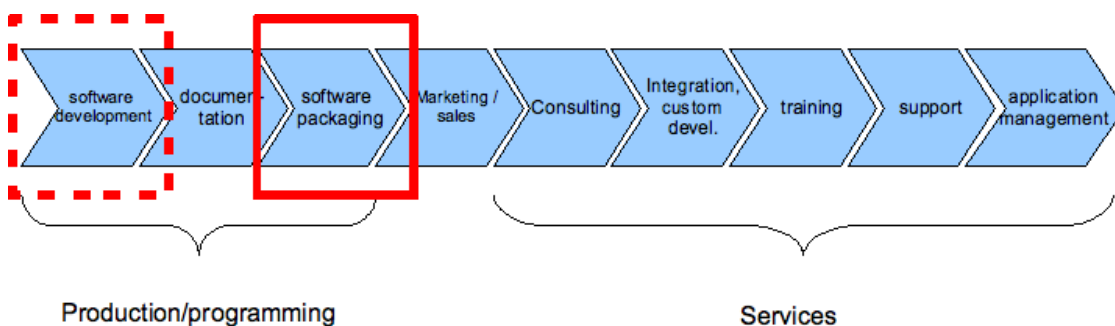 software
development
documen-
tation
software
packaging
Marketing /
sales
Consulting
Integration,
custom
devel.
training
support
application
management
Production/programming
Services